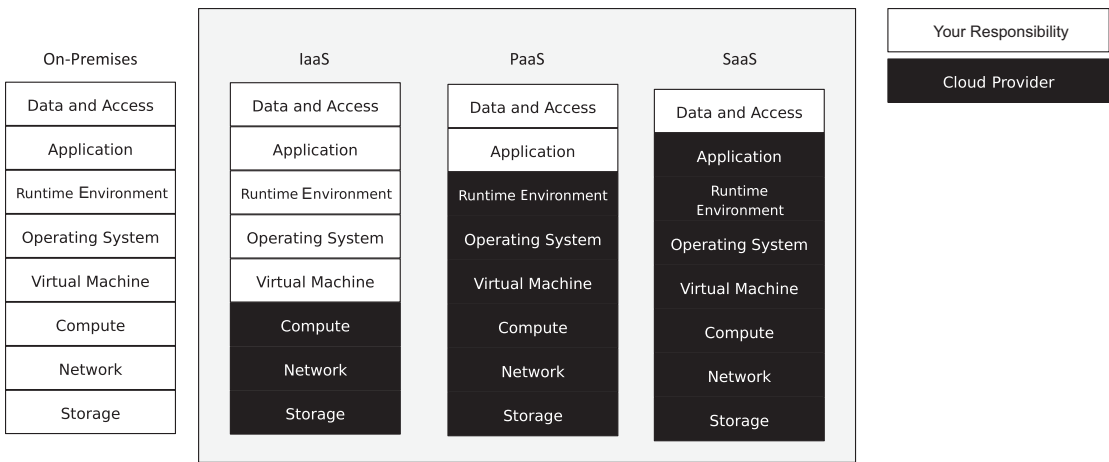 On-Premises
Data and Access
Application
Runtime Environment
Operating System
Virtual Machine
Compute
Network
Storage
IaaS
Data and Access
Application
Runtime Environment
Operating System
Virtual Machine
Compute
Network
Storage
PaaS
Data and Access
Application
Runtime Environment
Operating System
Virtual Machine
Compute
Network
Storage
SaaS
Data and Access
Application
Runtime
Environment
Operating System
Virtual Machine
Compute
Network
Storage
Your Responsibility
Cloud Provider